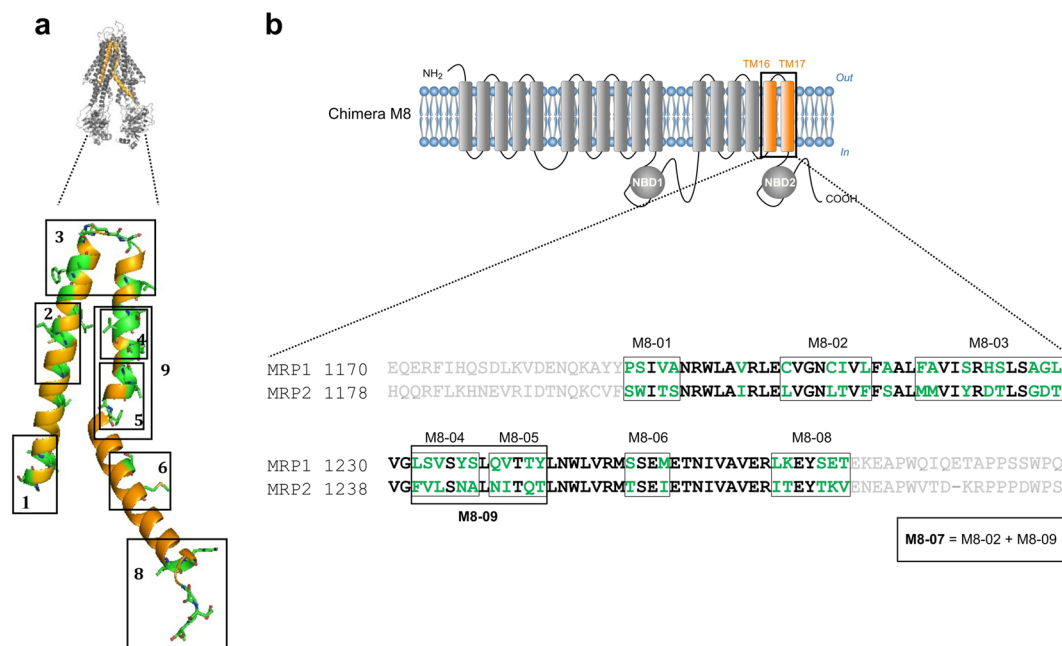 a
b
TM16 TM17
NH2
Out
Chimera M8
In
NBD1
NBD2
COOH
3
2
4
9
5
6
1
8
M8-01 M8-02 M8-03
MRP1 1170 EQERFIHQSDLKVDENQKAYYPSIVANRWLAVRLECVGNCIVLFAALFAVISRHSLSAGL
MRP2 1178 HQQRFLKHNEVRIDTNQKCVFSWITSNRWLAIRLELVGNLTVFFSALMMVIYRDTLSGDT
M8-04 M8-05 M8-06 M8-08
MRP1 1230 VGLSVSYSLQVTTYLNWLVRMSSEMETNIVAVERLKEYSETEKEAPWQIQETAPPSSWPQ
MRP2 1238 VGFVLSNALNITQTLNWLVRMTSEIETNIVAVERITEYTKVENEAPWVTD-KRPPPDWPS
M8-09
M8-07 = M8-02 + M8-09